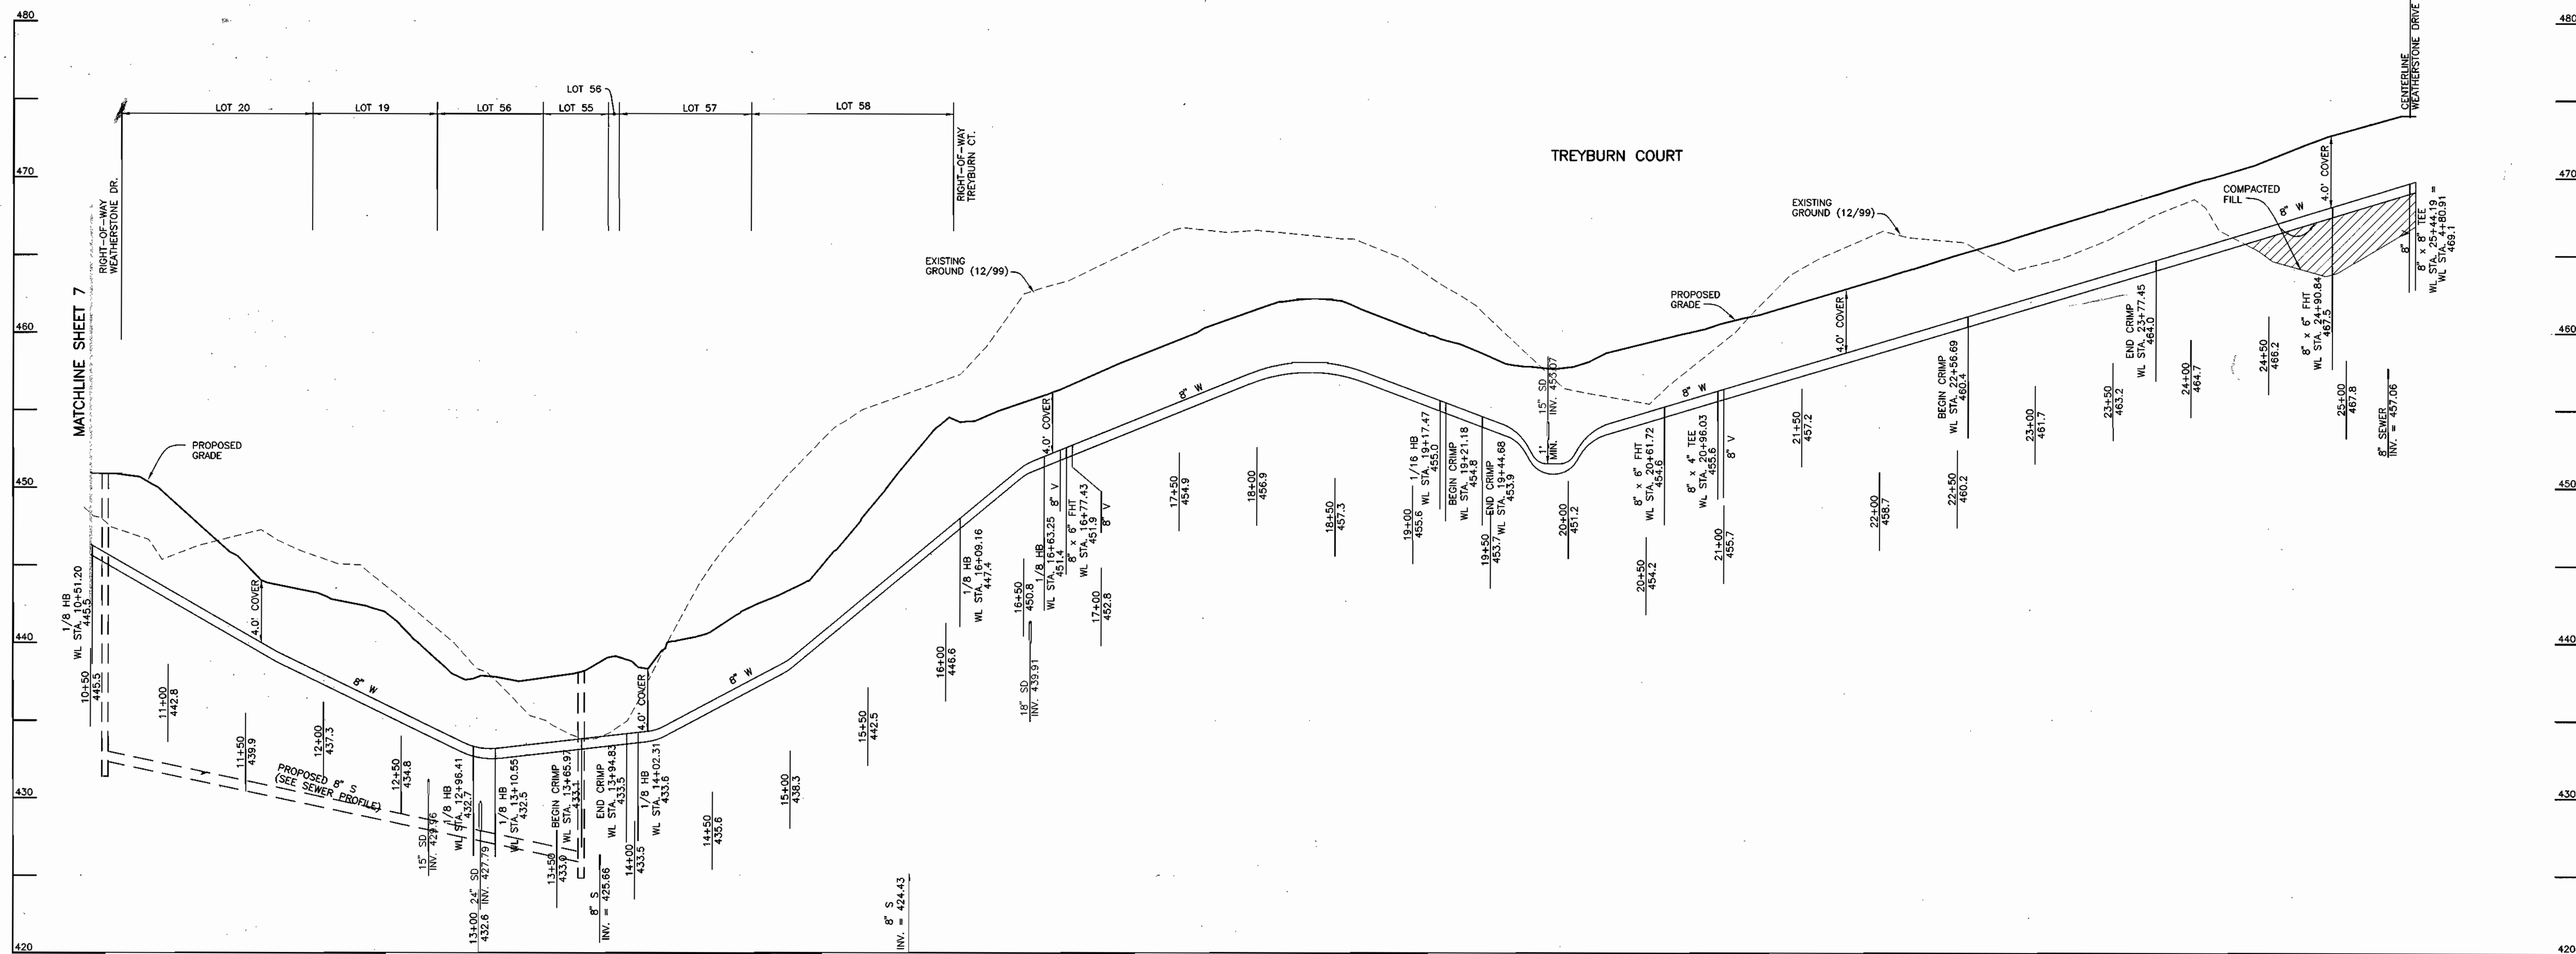 480
480
CENTERLINE
WEATHERSTONE DRIVE
LOT 20
LOT 19
LOT 56
LOT 55
LOT 56
LOT 57
LOT 58
RIGHT-OF-WAY
TREYBURN CT.
TREYBURN COURT
470
470
RIGHT-OF-WAY
WEATHERSTONE DR.
MATCHLINE SHEET 7
EXISTING
GROUND (12/99)
EXISTING
GROUND (12/99)
COMPACTED
FILL
4.0' COVER
8" W
8"
8" x 8" TEE
WL STA. 25+44.19 =
WL STA. 4+80.91
469.1
460
460
PROPOSED
GRADE
PROPOSED
GRADE
4.0' COVER
450
450
440
440
430
430
420
420
1/8 HB
WL STA. 10+51.20
445.5
10+50
445.5
4.0' COVER
11+00
442.8
11+50
439.9
12+00
437.3
PROPOSED 8" S
(SEE SEWER PROFILE)
8" W
12+50
434.8
15" SD
INV. 429.96
1/8 HB
WL STA. 12+96.41
432.7
13+00
432.6
24" SD
INV. 427.79
1/8 HB
WL STA. 13+10.55
432.5
13+50
433.0
BEGIN CRIMP
WL STA. 13+65.97
433.1
8" S
INV. = 425.66
END CRIMP
WL STA. 13+94.83
433.5
14+00
433.5
4.0' COVER
1/8 HB
WL STA. 14+02.31
433.6
14+50
435.6
8" W
15+00
438.3
15+50
442.5
8" S
INV. = 424.43
16+00
446.6
1/8 HB
WL STA. 16+09.16
447.4
16+50
450.8
18" SD
INV. 439.91
4.0' COVER
1/8 HB
WL STA. 16+63.25
451.4
8" V
8" x 6" FHT
WL STA. 16+77.43
451.9
8" V
17+00
452.8
17+50
454.9
8" W
18+00
456.9
18+50
457.3
19+00
455.6
1/16 HB
WL STA. 19+17.47
455.0
BEGIN CRIMP
WL STA. 19+21.18
454.8
END CRIMP
WL STA. 19+44.68
453.9
19+50
453.7
15" SD
INV. 453.07
1'
MIN.
20+00
451.2
20+50
454.2
8" x 6" FHT
WL STA. 20+61.72
454.6
8" W
8" x 4" TEE
WL STA. 20+96.03
455.6
8" V
21+00
455.7
21+50
457.2
22+00
458.7
22+50
460.2
BEGIN CRIMP
WL STA. 22+56.69
460.4
23+00
461.7
23+50
463.2
END CRIMP
WL STA. 23+77.45
464.0
24+00
464.7
24+50
466.2
8" x 6" FHT
WL STA. 24+90.84
467.5
25+00
467.8
8" SEWER
INV. = 457.06